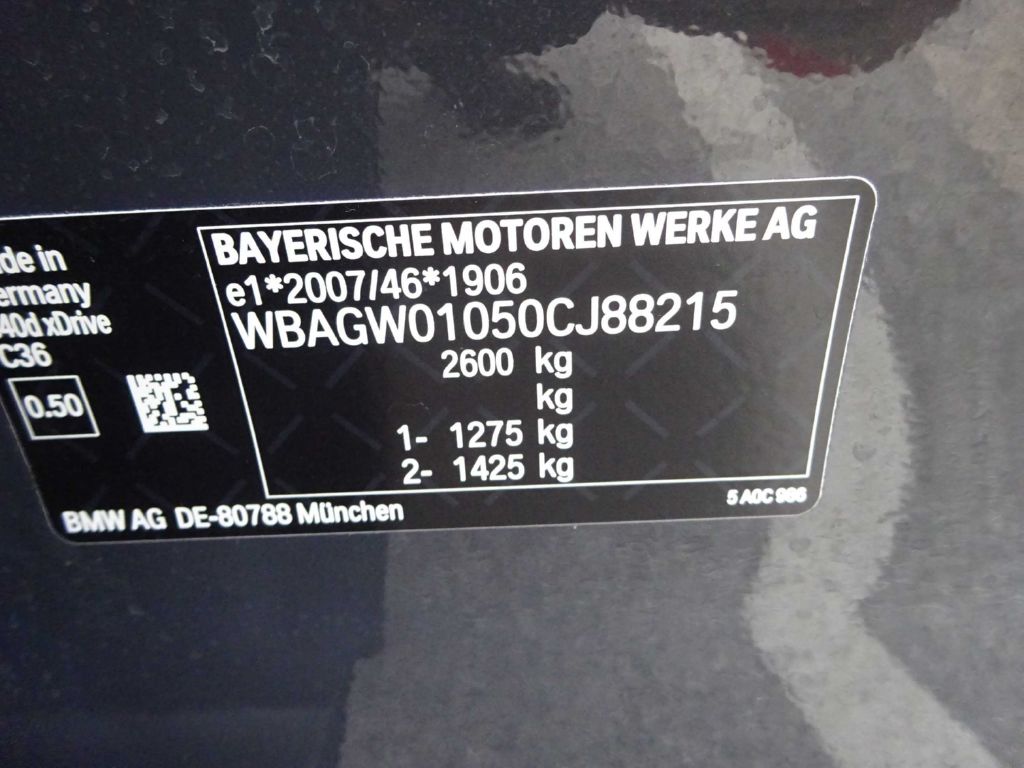 de in
ermany
40d xDrive
C36
0.50
BAYERISCHE MOTOREN WERKE AG
e1*2007/46*1906
WBAGW01050CJ88215
2600 kg
kg
1- 1275 kg
2- 1425 kg
BMW AG DE-80788 München
5 A0C 986